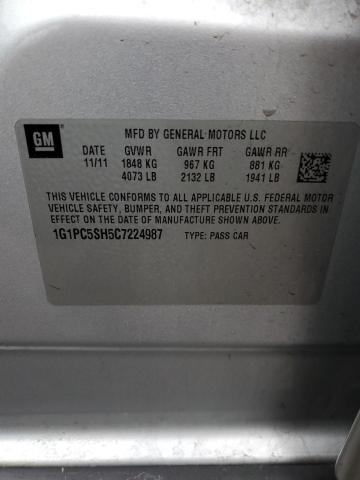 GM
MFD BY GENERAL MOTORS LLC
DATE GVWR GAWR FRT GAWR RR
11/11 1848 KG 967 KG 881 KG
4073 LB 2132 LB 1941 LB
THIS VEHICLE CONFORMS TO ALL APPLICABLE U.S. FEDERAL MOTOR
VEHICLE SAFETY, BUMPER, AND THEFT PREVENTION STANDARDS IN
EFFECT ON THE DATE OF MANUFACTURE SHOWN ABOVE.
1G1PC5SH5C7224987 TYPE: PASS CAR